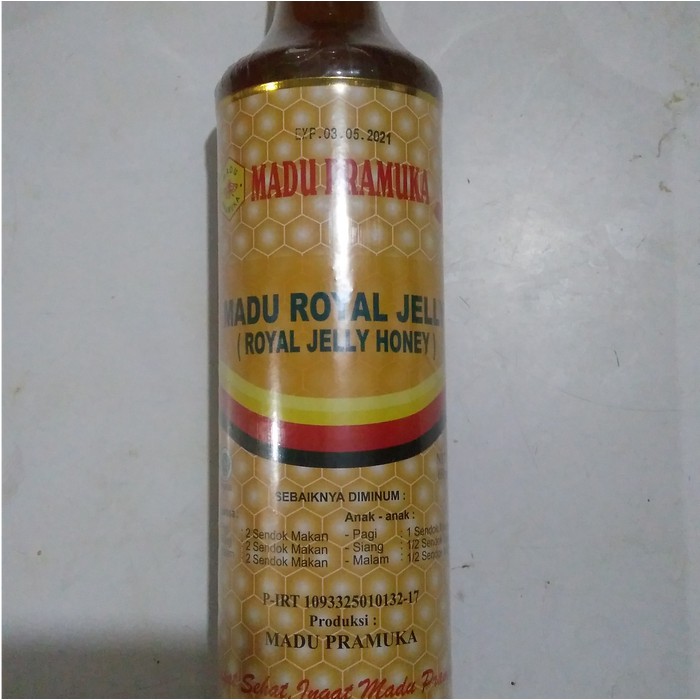 EXP.03.05.2021
MADU PRAMUKA
MADU ROYAL JELL
( ROYAL JELLY HONEY )
SEBAIKNYA DIMINUM :
Anak - anak :
: 2 Sendok Makan - Pagi : 1 Sendok
: 2 Sendok Makan - Siang : 1/2
: 2 Sendok Makan - Malam : 1/2
P-IRT 1093325010132-17
Produksi :
MADU PRAMUKA
Sehat, Ingat Madu